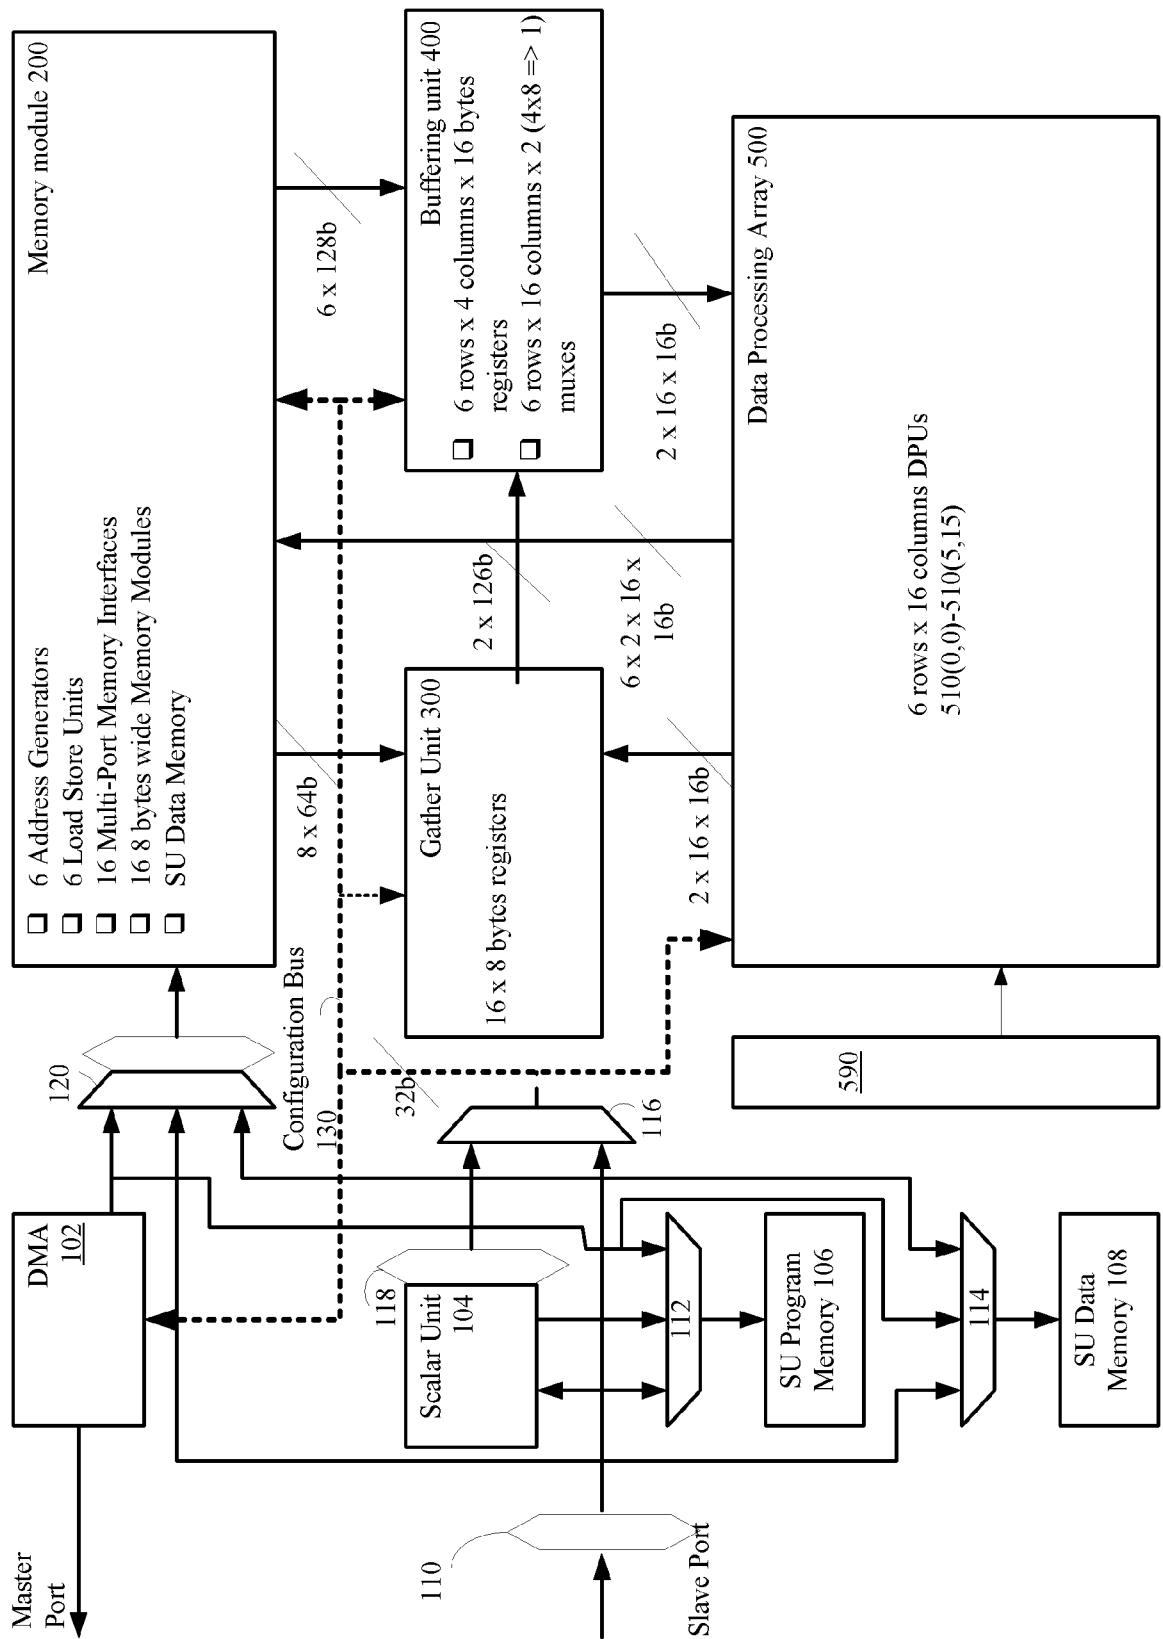 Master
Port
DMA
102
120
Memory module 200
❑ 6 Address Generators
❑ 6 Load Store Units
❑ 16 Multi-Port Memory Interfaces
❑ 16 8 bytes wide Memory Modules
❑ SU Data Memory
Configuration Bus
130
8 x 64b
6 x 128b
118
32b
Scalar Unit
104
Gather Unit 300
16 x 8 bytes registers
2 x 126b
Buffering unit 400
❑ 6 rows x 4 columns x 16 bytes
registers
❑ 6 rows x 16 columns x 2 (4x8 => 1)
muxes
110
116
6 x 2 x 16 x
16b
2 x 16 x 16b
2 x 16 x 16b
Slave Port
112
SU Program
Memory 106
590
Data Processing Array 500
6 rows x 16 columns DPUs
510(0,0)-510(5,15)
114
SU Data
Memory 108